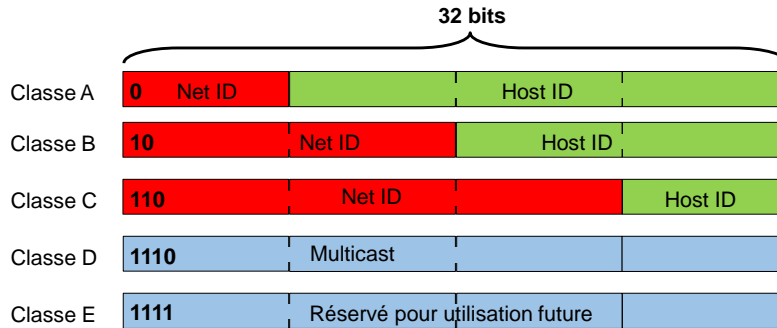 32 bits
Classe A 0 Net ID Host ID
Classe B 10 Net ID Host ID
Classe C 110 Net ID Host ID
Classe D 1110 Multicast
Classe E 1111 Réservé pour utilisation future